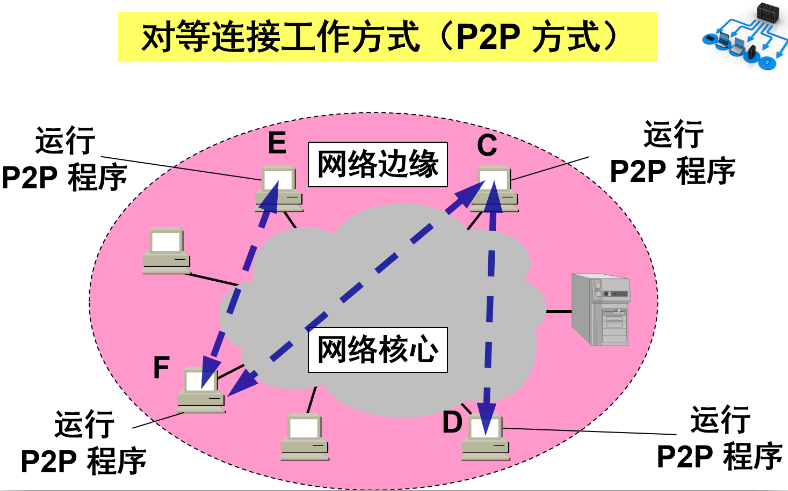 对等连接工作方式（P2P 方式）
运行
P2P 程序
E
网络边缘
C
运行
P2P 程序
网络核心
F
运行
P2P 程序
D
运行
P2P 程序